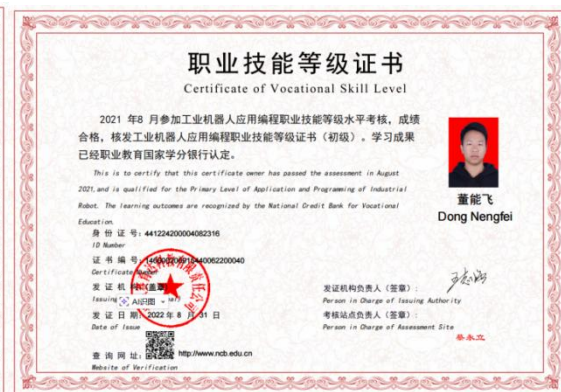 职业技能等级证书
Certificate of Vocational Skill Level
2021 年8 月参加工业机器人应用编程职业技能等级水平考核，成绩
合格，核发工业机器人应用编程职业技能等级证书（初级）。学习成果
已经职业教育国家学分银行认定。
This is to certify that this certificate owner has passed the assessment in August
2021,and is qualified for the Primary Level of Application and Programming of Industrial
Robot. The learning outcomes are recognized by the National Credit Bank for Vocational
Education.
董能飞
Dong Nengfei
身 份 证 号：441224200004082316
ID Number
证 书 编 号：
Certificate
发 证 机 构（盖章）
Issuing
AI识图
发 证 日 期：2022 年 8 月 31 日
Date of Issue
查 询 网 址：
http://www.ncb.edu.cn
Website of Verification
发证机构负责人（签章）：
Person in Charge of Issuing Authority
考核站点负责人（签章）：
Person in Charge of Assessment Site